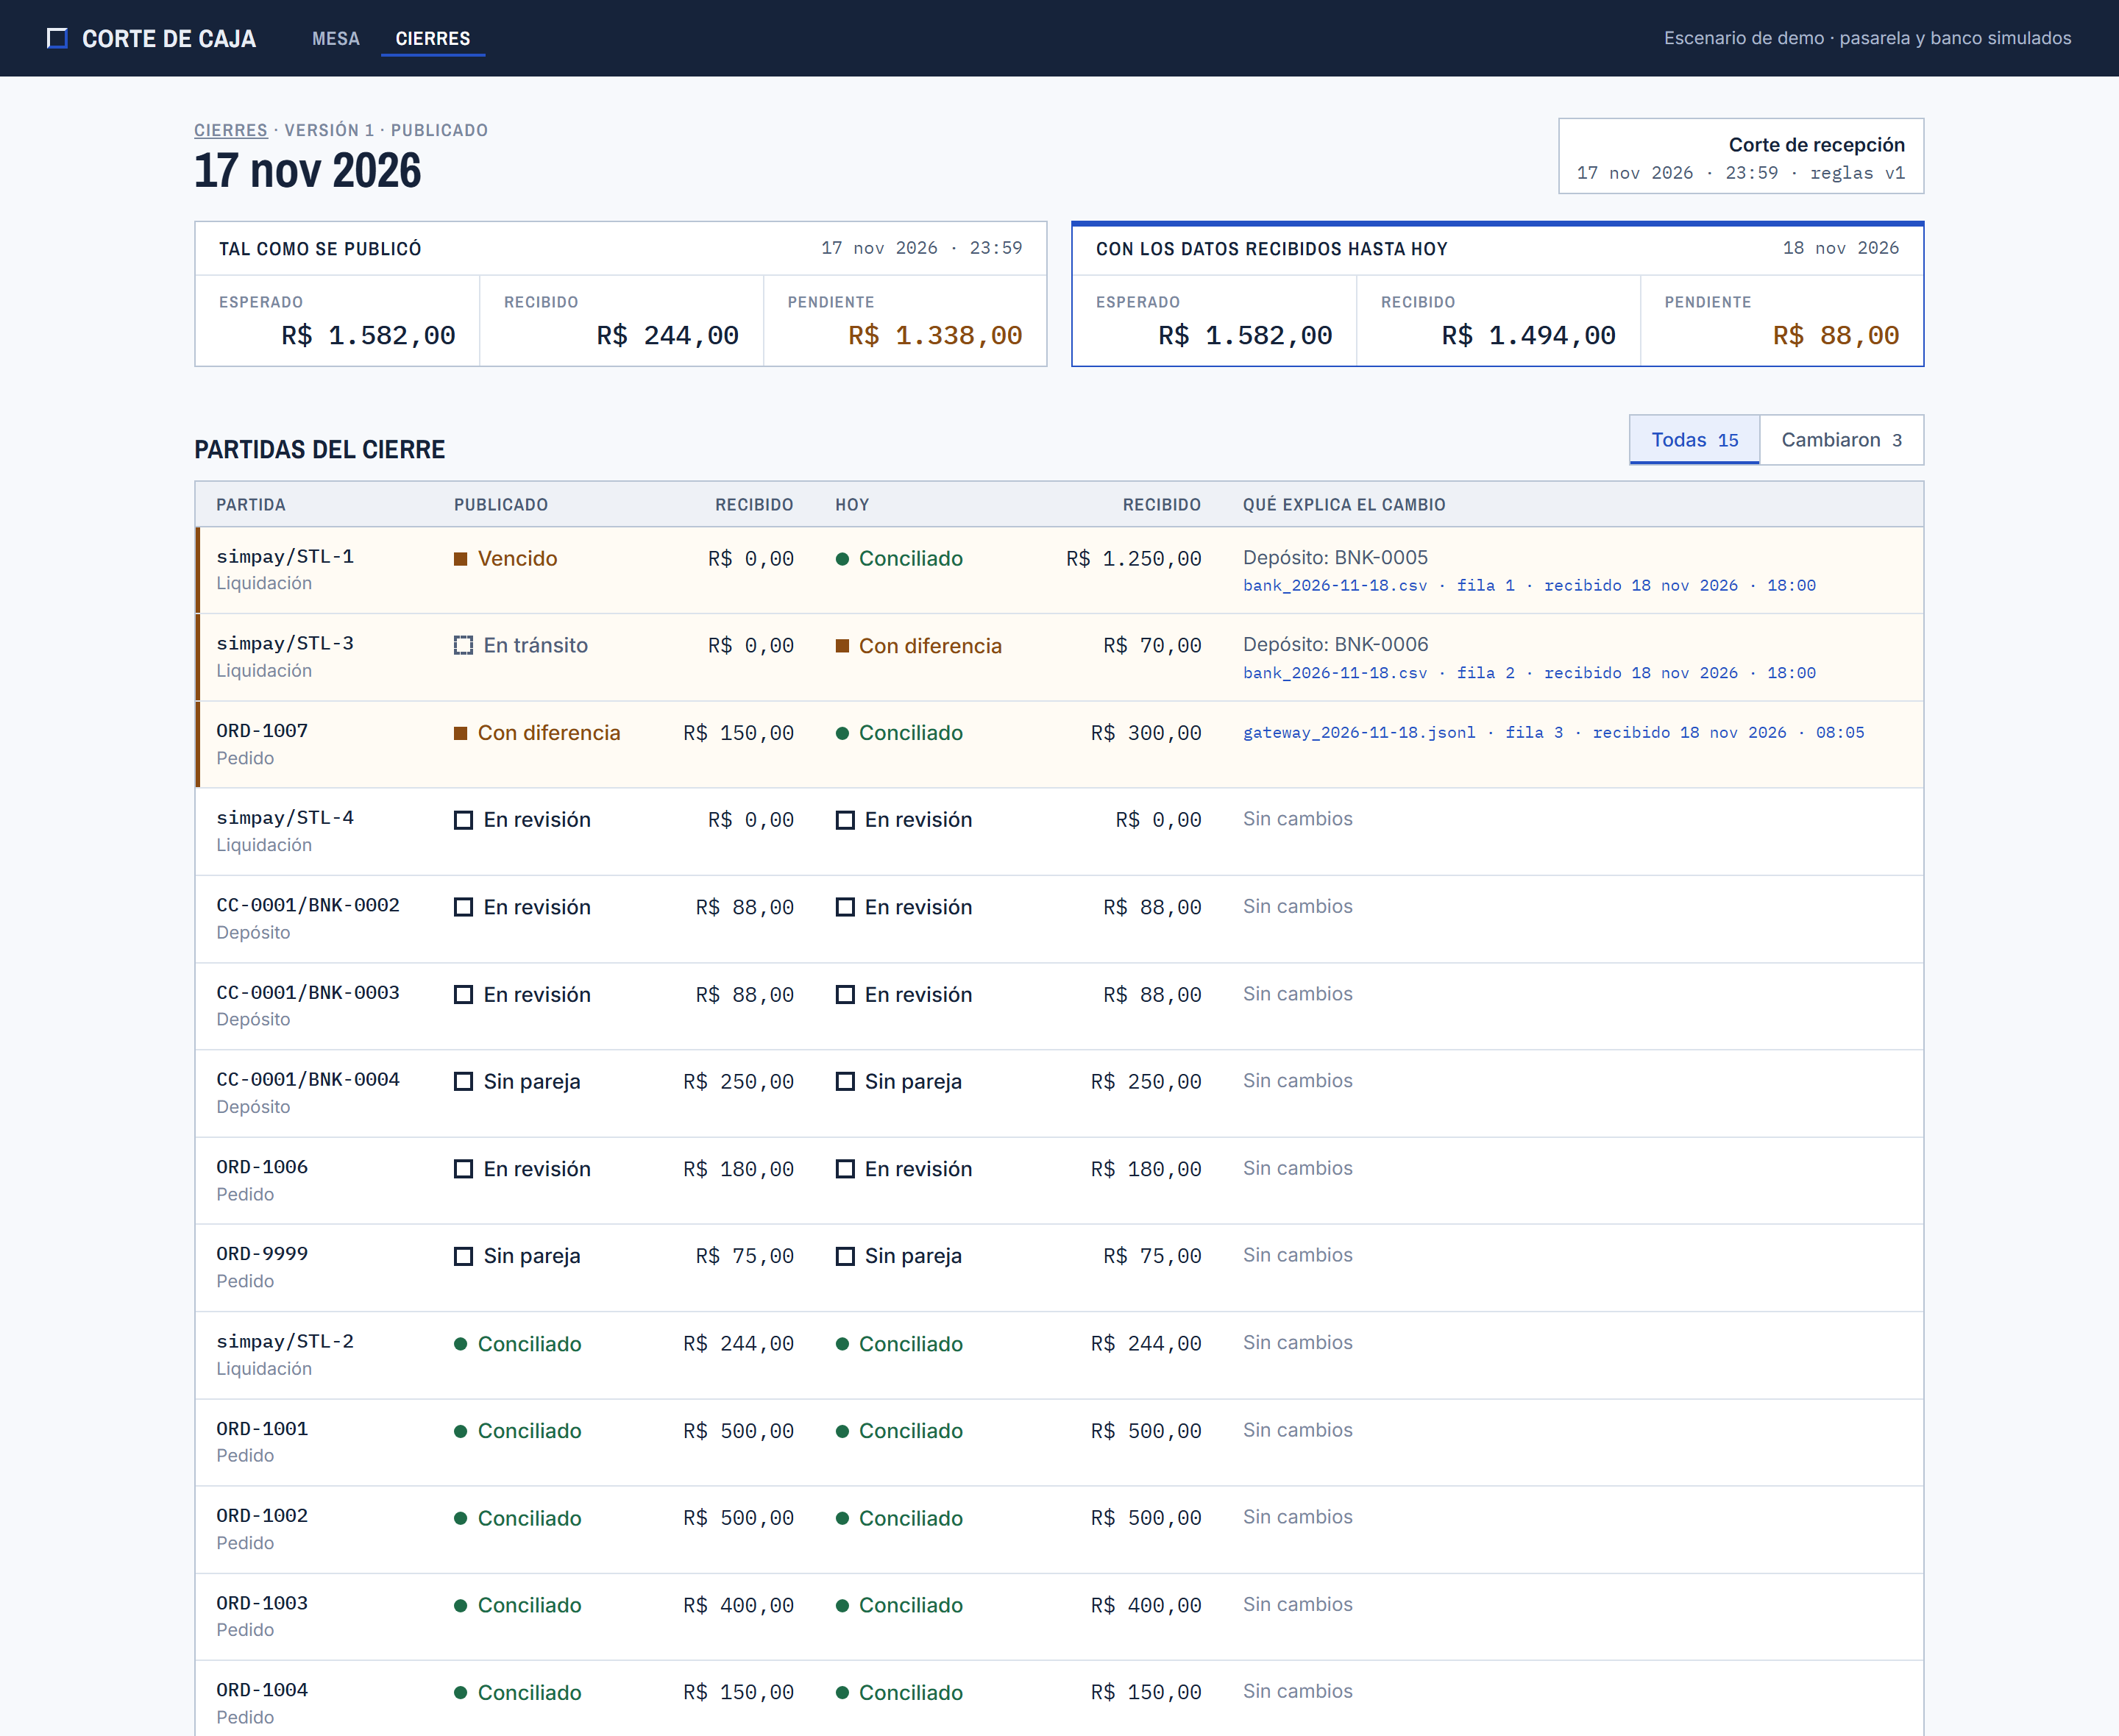 CORTE DE CAJA MESA CIERRES Escenario de demo · pasarela y banco simulados
CIERRES · VERSIÓN 1 · PUBLICADO
17 nov 2026
Corte de recepción
17 nov 2026 · 23:59 · reglas v1
TAL COMO SE PUBLICÓ 17 nov 2026 · 23:59
ESPERADO RECIBIDO PENDIENTE
R$ 1.582,00 R$ 244,00 R$ 1.338,00
CON LOS DATOS RECIBIDOS HASTA HOY 18 nov 2026
ESPERADO RECIBIDO PENDIENTE
R$ 1.582,00 R$ 1.494,00 R$ 88,00
PARTIDAS DEL CIERRE Todas 15 Cambiaron 3
PARTIDA PUBLICADO RECIBIDO HOY RECIBIDO QUÉ EXPLICA EL CAMBIO
simpay/STL-1 Vencido R$ 0,00 Conciliado R$ 1.250,00 Depósito: BNK-0005
Liquidación bank_2026-11-18.csv · fila 1 · recibido 18 nov 2026 · 18:00
simpay/STL-3 En tránsito R$ 0,00 Con diferencia R$ 70,00 Depósito: BNK-0006
Liquidación bank_2026-11-18.csv · fila 2 · recibido 18 nov 2026 · 18:00
ORD-1007 Con diferencia R$ 150,00 Conciliado R$ 300,00 gateway_2026-11-18.jsonl · fila 3 · recibido 18 nov 2026 · 08:05
Pedido
simpay/STL-4 En revisión R$ 0,00 En revisión R$ 0,00 Sin cambios
Liquidación
CC-0001/BNK-0002 En revisión R$ 88,00 En revisión R$ 88,00 Sin cambios
Depósito
CC-0001/BNK-0003 En revisión R$ 88,00 En revisión R$ 88,00 Sin cambios
Depósito
CC-0001/BNK-0004 Sin pareja R$ 250,00 Sin pareja R$ 250,00 Sin cambios
Depósito
ORD-1006 En revisión R$ 180,00 En revisión R$ 180,00 Sin cambios
Pedido
ORD-9999 Sin pareja R$ 75,00 Sin pareja R$ 75,00 Sin cambios
Pedido
simpay/STL-2 Conciliado R$ 244,00 Conciliado R$ 244,00 Sin cambios
Liquidación
ORD-1001 Conciliado R$ 500,00 Conciliado R$ 500,00 Sin cambios
Pedido
ORD-1002 Conciliado R$ 500,00 Conciliado R$ 500,00 Sin cambios
Pedido
ORD-1003 Conciliado R$ 400,00 Conciliado R$ 400,00 Sin cambios
Pedido
ORD-1004 Conciliado R$ 150,00 Conciliado R$ 150,00 Sin cambios
Pedido